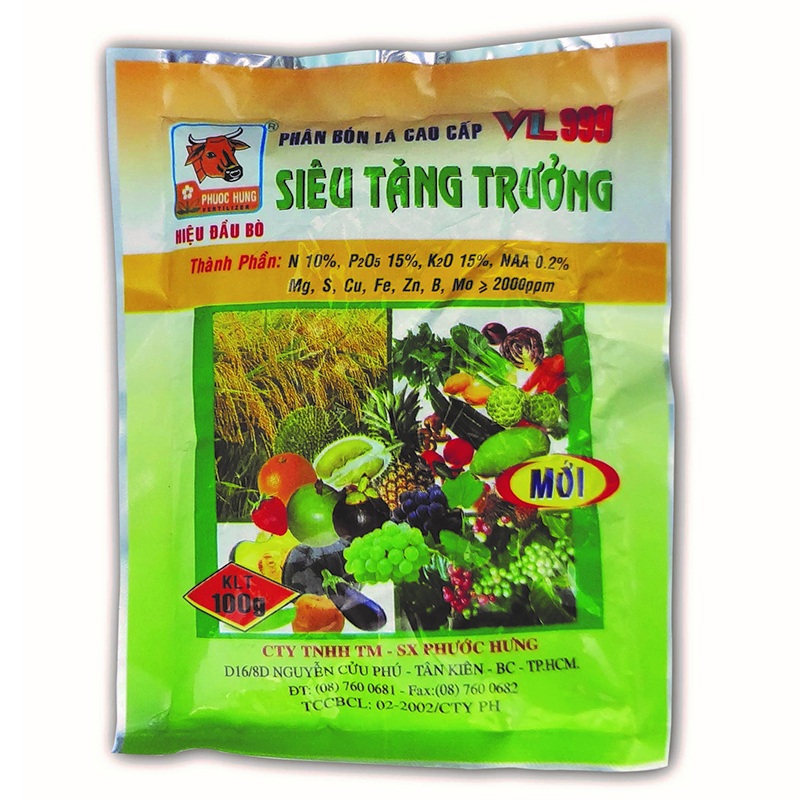 PHÂN BÓN LÁ CAO CẤP VL 999
SIÊU TĂNG TRƯỞNG
®
PHUOC HUNG
FERTILIZER
HIỆU ĐẦU BÒ
Thành Phần: N 10%, P2O5 15%, K2O 15%, NAA 0.2%
Mg, S, Cu, Fe, Zn, B, Mo ⩾ 2000ppm
MỚI
KLT
100g
CTY TNHH TM - SX PHƯỚC HƯNG
D16/8D NGUYỄN CỬU PHÚ - TÂN KIÊN - BC - TP.HCM.
ĐT: (08) 760 0681 - Fax:(08) 760 0682
TCCBCL: 02-2002/CTY PH